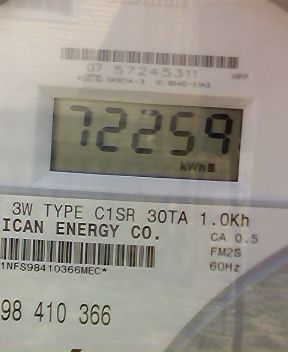 07 57245311
72259
kWh
3W TYPE C1SR 30TA 1.0Kh
ICAN ENERGY CO.
CA 0.5
FM2S
60Hz
1NFS98410366MEC*
98 410 366